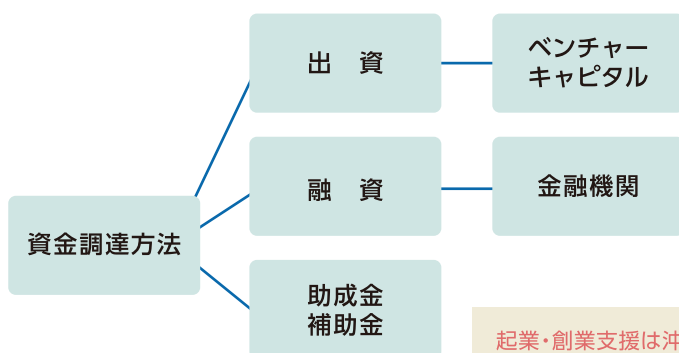 出　資
ベンチャー
キャピタル
融　資
金融機関
資金調達方法
助成金
補助金
起業・創業支援は沖